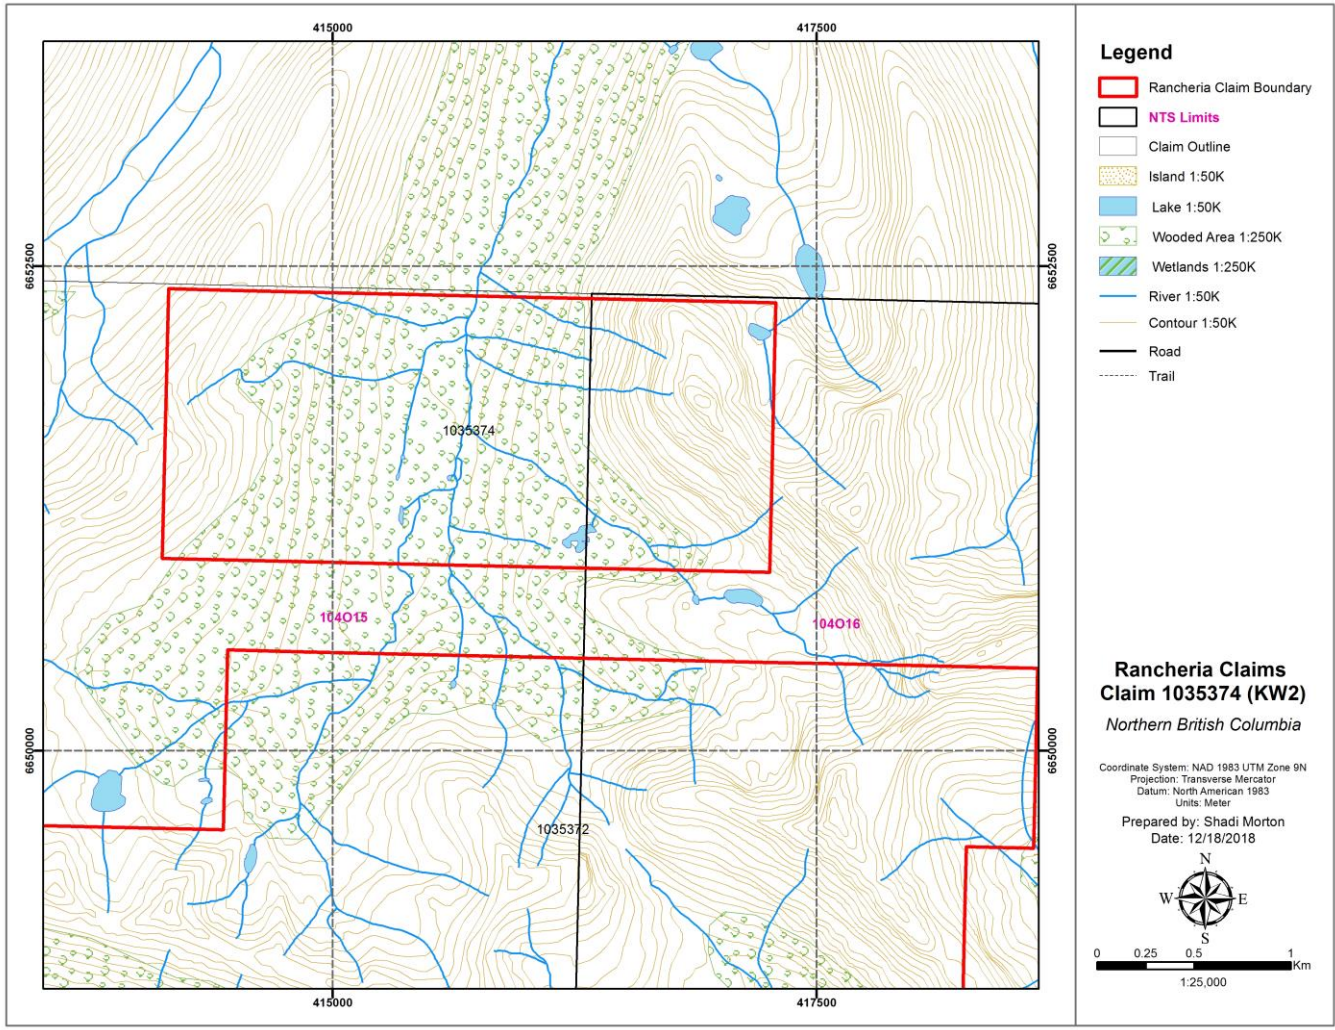 415000
417500
6652500
6652500
1035374
104O15
104O16
6650000
6650000
1035372
415000
417500
Legend
Rancheria Claim Boundary
NTS Limits
Claim Outline
Island 1:50K
Lake 1:50K
Wooded Area 1:250K
Wetlands 1:250K
River 1:50K
Contour 1:50K
Road
Trail
Rancheria Claims
Claim 1035374 (KW2)
Northern British Columbia
Coordinate System: NAD 1983 UTM Zone 9N
Projection: Transverse Mercator
Datum: North American 1983
Units: Meter
Prepared by: Shadi Morton
Date: 12/18/2018
N
W E
S
0 0.25 0.5 1
Km
1:25,000